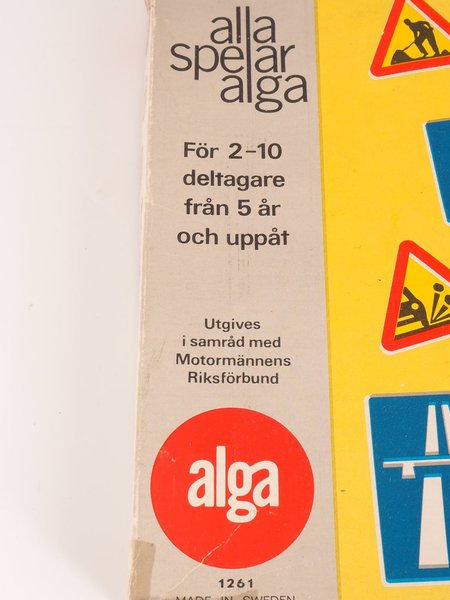 alla
spelar
alga
För 2-10
deltagare
från 5 år
och uppåt
Utgives
i samråd med
Motormännens
Riksförbund
alga
1261
MADE IN SWEDEN